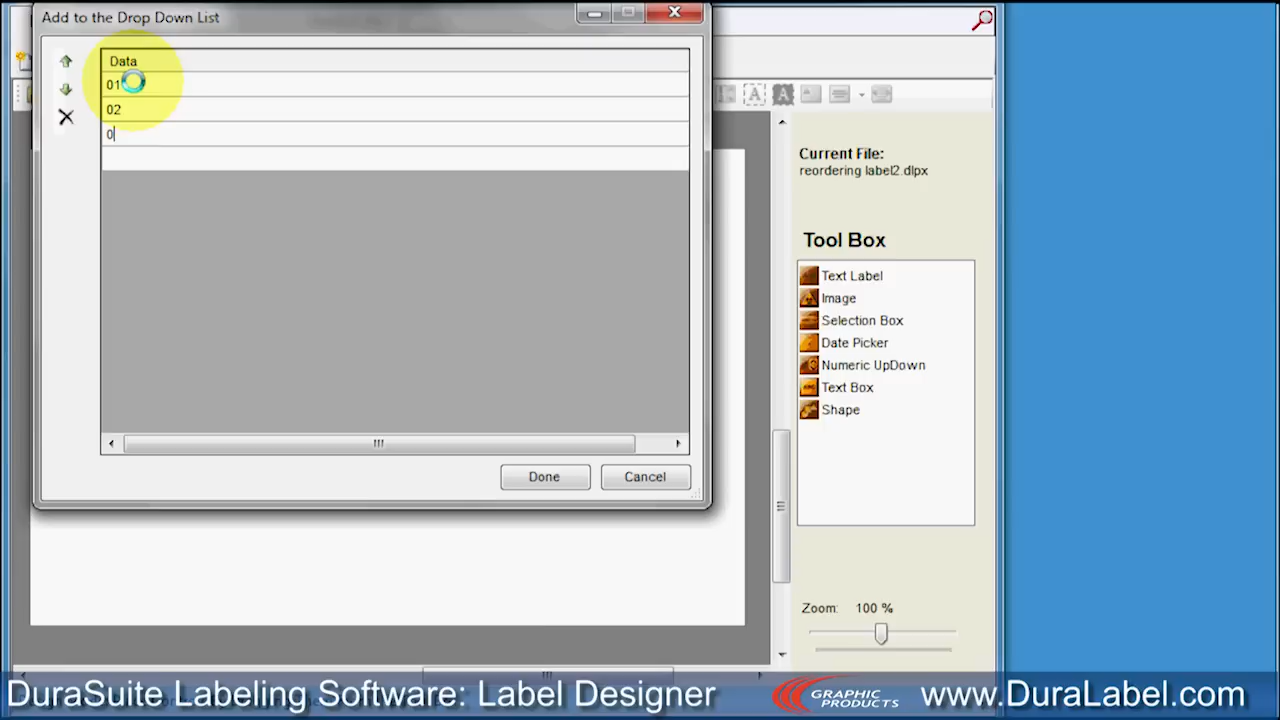 Add to the Drop Down List
Data
01
02
0
Done
Cancel
Current File:
reordering label2.dlpx
Tool Box
Text Label
Image
Selection Box
Date Picker
Numeric UpDown
Text Box
Shape
Zoom: 100 %
DuraSuite Labeling Software: Label Designer
GRAPHIC PRODUCTS
www.DuraLabel.com